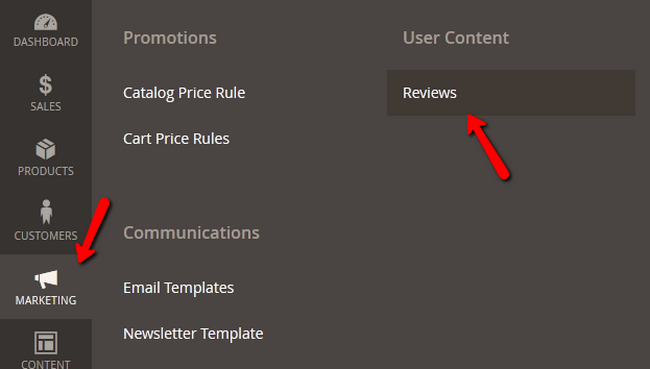 DASHBOARD
SALES
PRODUCTS
CUSTOMERS
MARKETING
CONTENT
Promotions
Catalog Price Rule
Cart Price Rules
Communications
Email Templates
Newsletter Template
User Content
Reviews